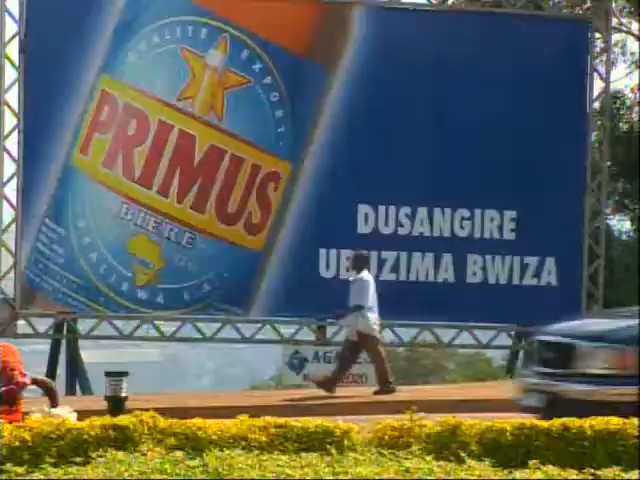 QUALITE EXPORT
PRIMUS
BIERE
DUSANGIRE
UBUZIMA BWIZA